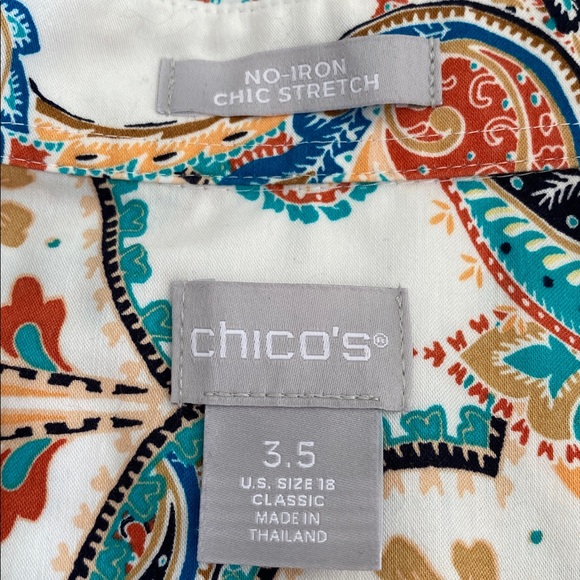 NO-IRON
CHIC STRETCH
chico's®
3.5
U.S. SIZE 18
CLASSIC
MADE IN
THAILAND